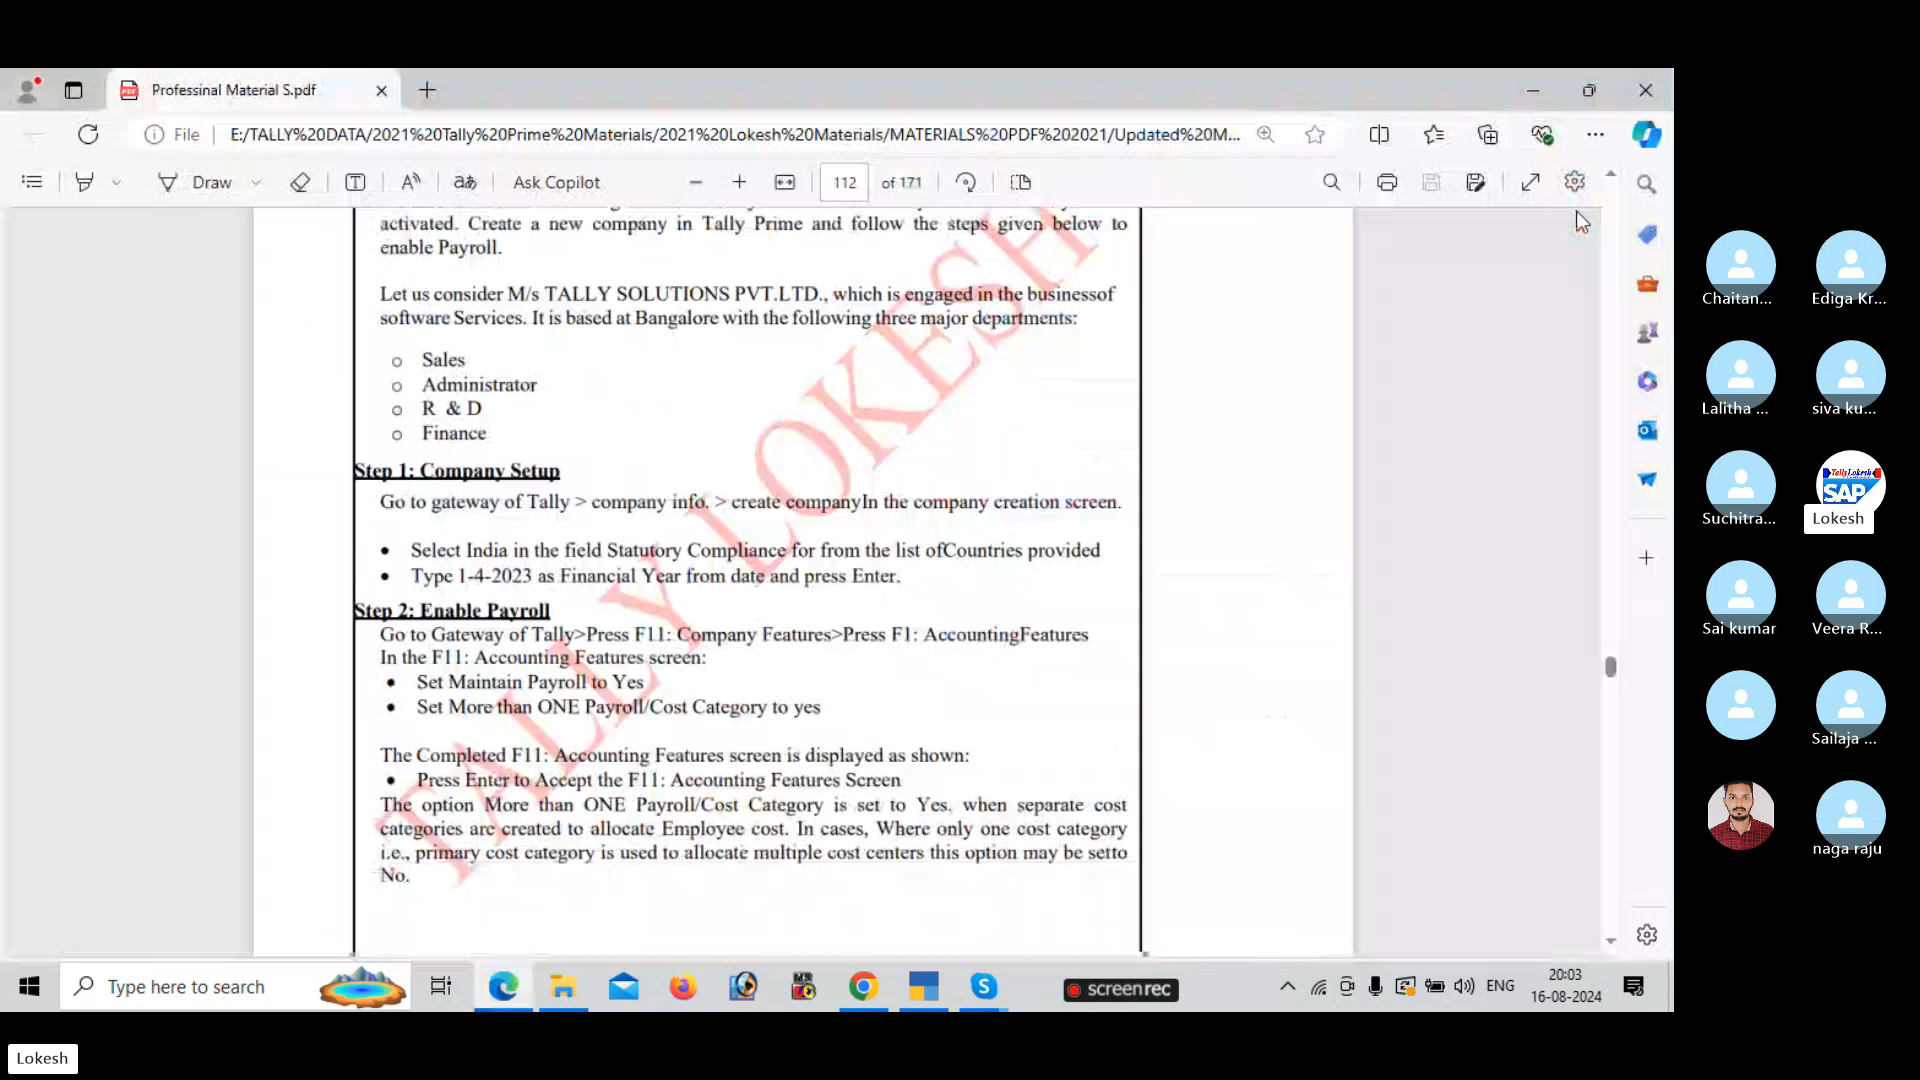 Professinal Material S.pdf
File
E:/TALLY%20DATA/2021%20Tally%20Prime%20Materials/2021%20Lokesh%20Materials/MATERIALS%20PDF%202021/Updated%20M...
Draw
Ask Copilot
112 of 171
activated. Create a new company in Tally Prime and follow the steps given below to
enable Payroll.
Let us consider M/s TALLY SOLUTIONS PVT.LTD., which is engaged in the businessof
software Services. It is based at Bangalore with the following three major departments:
o Sales
o Administrator
o R & D
o Finance
Step 1: Company Setup
Go to gateway of Tally > company info. > create companyIn the company creation screen.
• Select India in the field Statutory Compliance for from the list ofCountries provided
• Type 1-4-2023 as Financial Year from date and press Enter.
Step 2: Enable Payroll
Go to Gateway of Tally>Press F11: Company Features>Press F1: AccountingFeatures
In the F11: Accounting Features screen:
• Set Maintain Payroll to Yes
• Set More than ONE Payroll/Cost Category to yes
The Completed F11: Accounting Features screen is displayed as shown:
• Press Enter to Accept the F11: Accounting Features Screen
The option More than ONE Payroll/Cost Category is set to Yes. when separate cost
categories are created to allocate Employee cost. In cases, Where only one cost category
i.e., primary cost category is used to allocate multiple cost centers this option may be setto
No.
TALLY LOKESH
Chaitan...
Ediga Kr...
Lalitha ...
siva ku...
Suchitra...
TallyLokesh
SAP
Lokesh
Sai kumar
Veera R...
Sailaja ...
naga raju
Type here to search
screenrec
ENG
20:03
16-08-2024
Lokesh